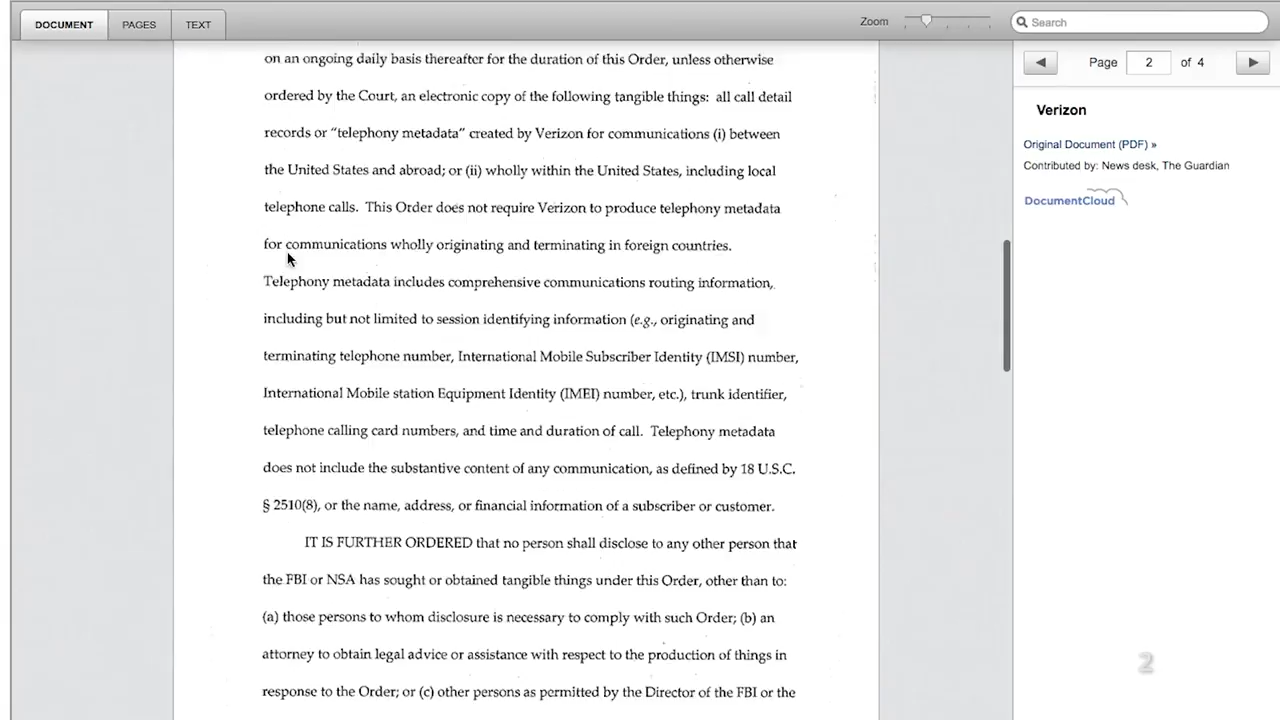 DOCUMENT PAGES TEXT Zoom Search
on an ongoing daily basis thereafter for the duration of this Order, unless otherwise
ordered by the Court, an electronic copy of the following tangible things: all call detail
records or “telephony metadata” created by Verizon for communications (i) between
the United States and abroad; or (ii) wholly within the United States, including local
telephone calls. This Order does not require Verizon to produce telephony metadata
for communications wholly originating and terminating in foreign countries.
Telephony metadata includes comprehensive communications routing information,
including but not limited to session identifying information (e.g., originating and
terminating telephone number, International Mobile Subscriber Identity (IMSI) number,
International Mobile station Equipment Identity (IMEI) number, etc.), trunk identifier,
telephone calling card numbers, and time and duration of call. Telephony metadata
does not include the substantive content of any communication, as defined by 18 U.S.C.
§ 2510(8), or the name, address, or financial information of a subscriber or customer.
IT IS FURTHER ORDERED that no person shall disclose to any other person that
the FBI or NSA has sought or obtained tangible things under this Order, other than to:
(a) those persons to whom disclosure is necessary to comply with such Order; (b) an
attorney to obtain legal advice or assistance with respect to the production of things in
response to the Order; or (c) other persons as permitted by the Director of the FBI or the
Page 2 of 4
Verizon
Original Document (PDF) »
Contributed by: News desk, The Guardian
DocumentCloud
2